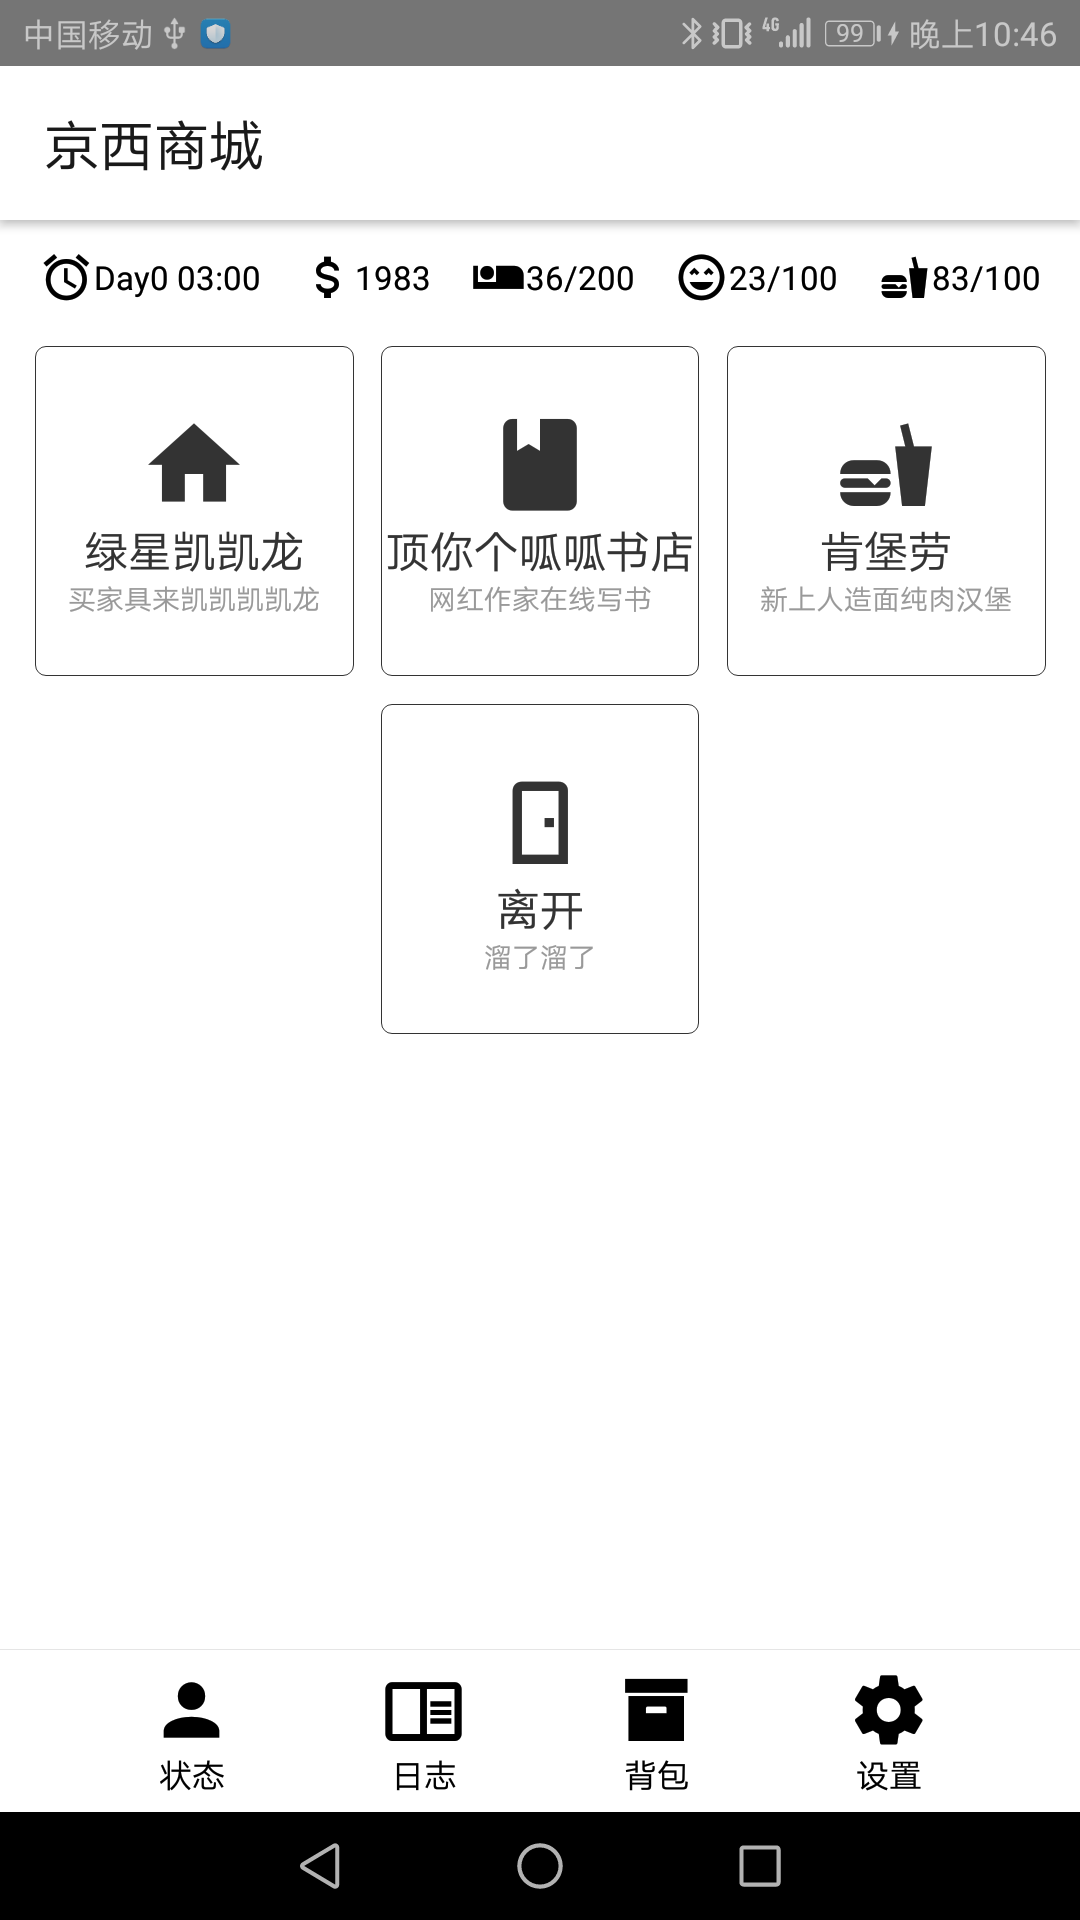 中国移动 4G 99 晚上10:46
京西商城
Day0 03:00 1983 36/200 23/100 83/100
绿星凯凯龙 顶你个呱呱书店 肯堡劳
买家具来凯凯凯凯龙 网红作家在线写书 新上人造面纯肉汉堡
离开
溜了溜了
状态 日志 背包 设置